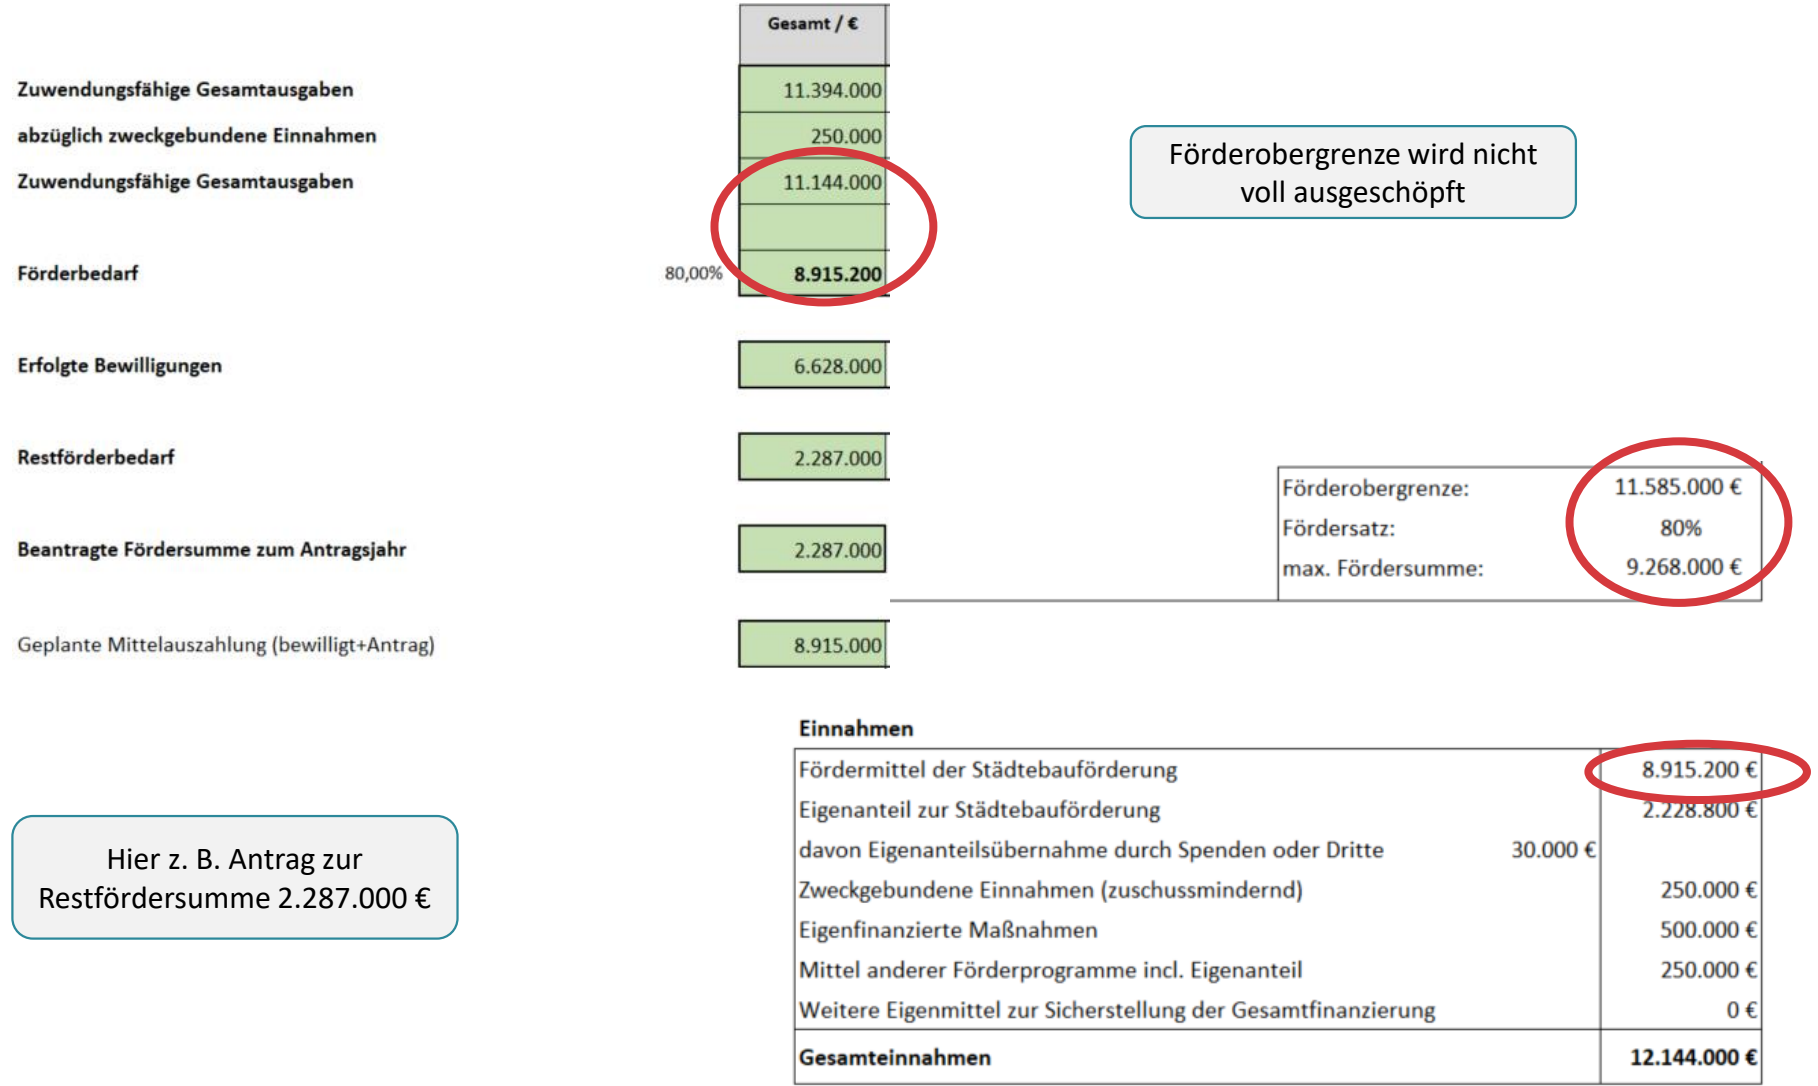 Gesamt / €
Zuwendungsfähige Gesamtausgaben 11.394.000
abzüglich zweckgebundene Einnahmen 250.000
Zuwendungsfähige Gesamtausgaben 11.144.000
Förderbedarf 80,00% 8.915.200
Erfolgte Bewilligungen 6.628.000
Restförderbedarf 2.287.000
Beantragte Fördersumme zum Antragsjahr 2.287.000
Geplante Mittelauszahlung (bewilligt+Antrag) 8.915.000
Förderobergrenze wird nicht
voll ausgeschöpft
Förderobergrenze: 11.585.000 €
Fördersatz: 80%
max. Fördersumme: 9.268.000 €
Hier z. B. Antrag zur
Restfördersumme 2.287.000 €
Einnahmen
Fördermittel der Städtebauförderung 8.915.200 €
Eigenanteil zur Städtebauförderung 2.228.800 €
davon Eigenanteilsübernahme durch Spenden oder Dritte 30.000 €
Zweckgebundene Einnahmen (zuschussmindernd) 250.000 €
Eigenfinanzierte Maßnahmen 500.000 €
Mittel anderer Förderprogramme incl. Eigenanteil 250.000 €
Weitere Eigenmittel zur Sicherstellung der Gesamtfinanzierung 0 €
Gesamteinnahmen 12.144.000 €